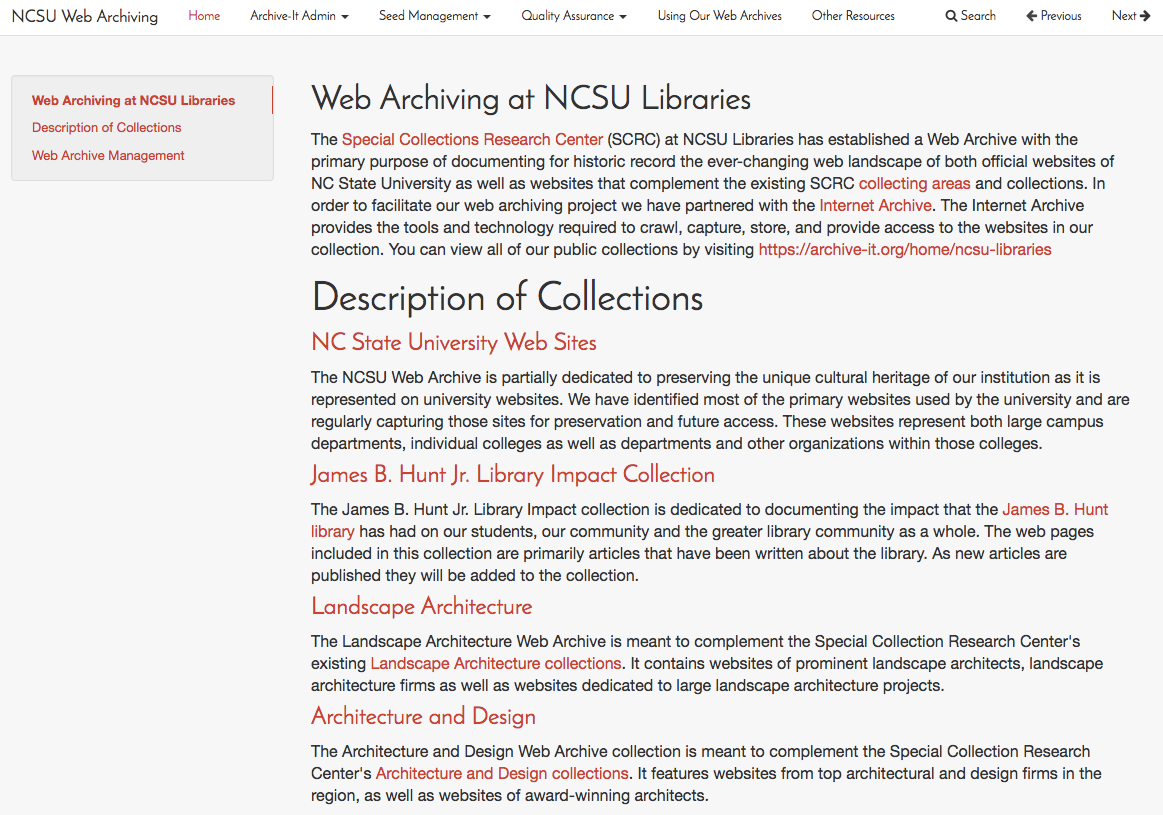 NCSU Web Archiving Home Archive-It Admin Seed Management Quality Assurance Using Our Web Archives Other Resources Search Previous Next
Web Archiving at NCSU Libraries
Description of Collections
Web Archive Management
Web Archiving at NCSU Libraries
The Special Collections Research Center (SCRC) at NCSU Libraries has established a Web Archive with the
primary purpose of documenting for historic record the ever-changing web landscape of both official websites of
NC State University as well as websites that complement the existing SCRC collecting areas and collections. In
order to facilitate our web archiving project we have partnered with the Internet Archive. The Internet Archive
provides the tools and technology required to crawl, capture, store, and provide access to the websites in our
collection. You can view all of our public collections by visiting https://archive-it.org/home/ncsu-libraries
Description of Collections
NC State University Web Sites
The NCSU Web Archive is partially dedicated to preserving the unique cultural heritage of our institution as it is
represented on university websites. We have identified most of the primary websites used by the university and are
regularly capturing those sites for preservation and future access. These websites represent both large campus
departments, individual colleges as well as departments and other organizations within those colleges.
James B. Hunt Jr. Library Impact Collection
The James B. Hunt Jr. Library Impact collection is dedicated to documenting the impact that the James B. Hunt
library has had on our students, our community and the greater library community as a whole. The web pages
included in this collection are primarily articles that have been written about the library. As new articles are
published they will be added to the collection.
Landscape Architecture
The Landscape Architecture Web Archive is meant to complement the Special Collection Research Center's
existing Landscape Architecture collections. It contains websites of prominent landscape architects, landscape
architecture firms as well as websites dedicated to large landscape architecture projects.
Architecture and Design
The Architecture and Design Web Archive collection is meant to complement the Special Collection Research
Center's Architecture and Design collections. It features websites from top architectural and design firms in the
region, as well as websites of award-winning architects.